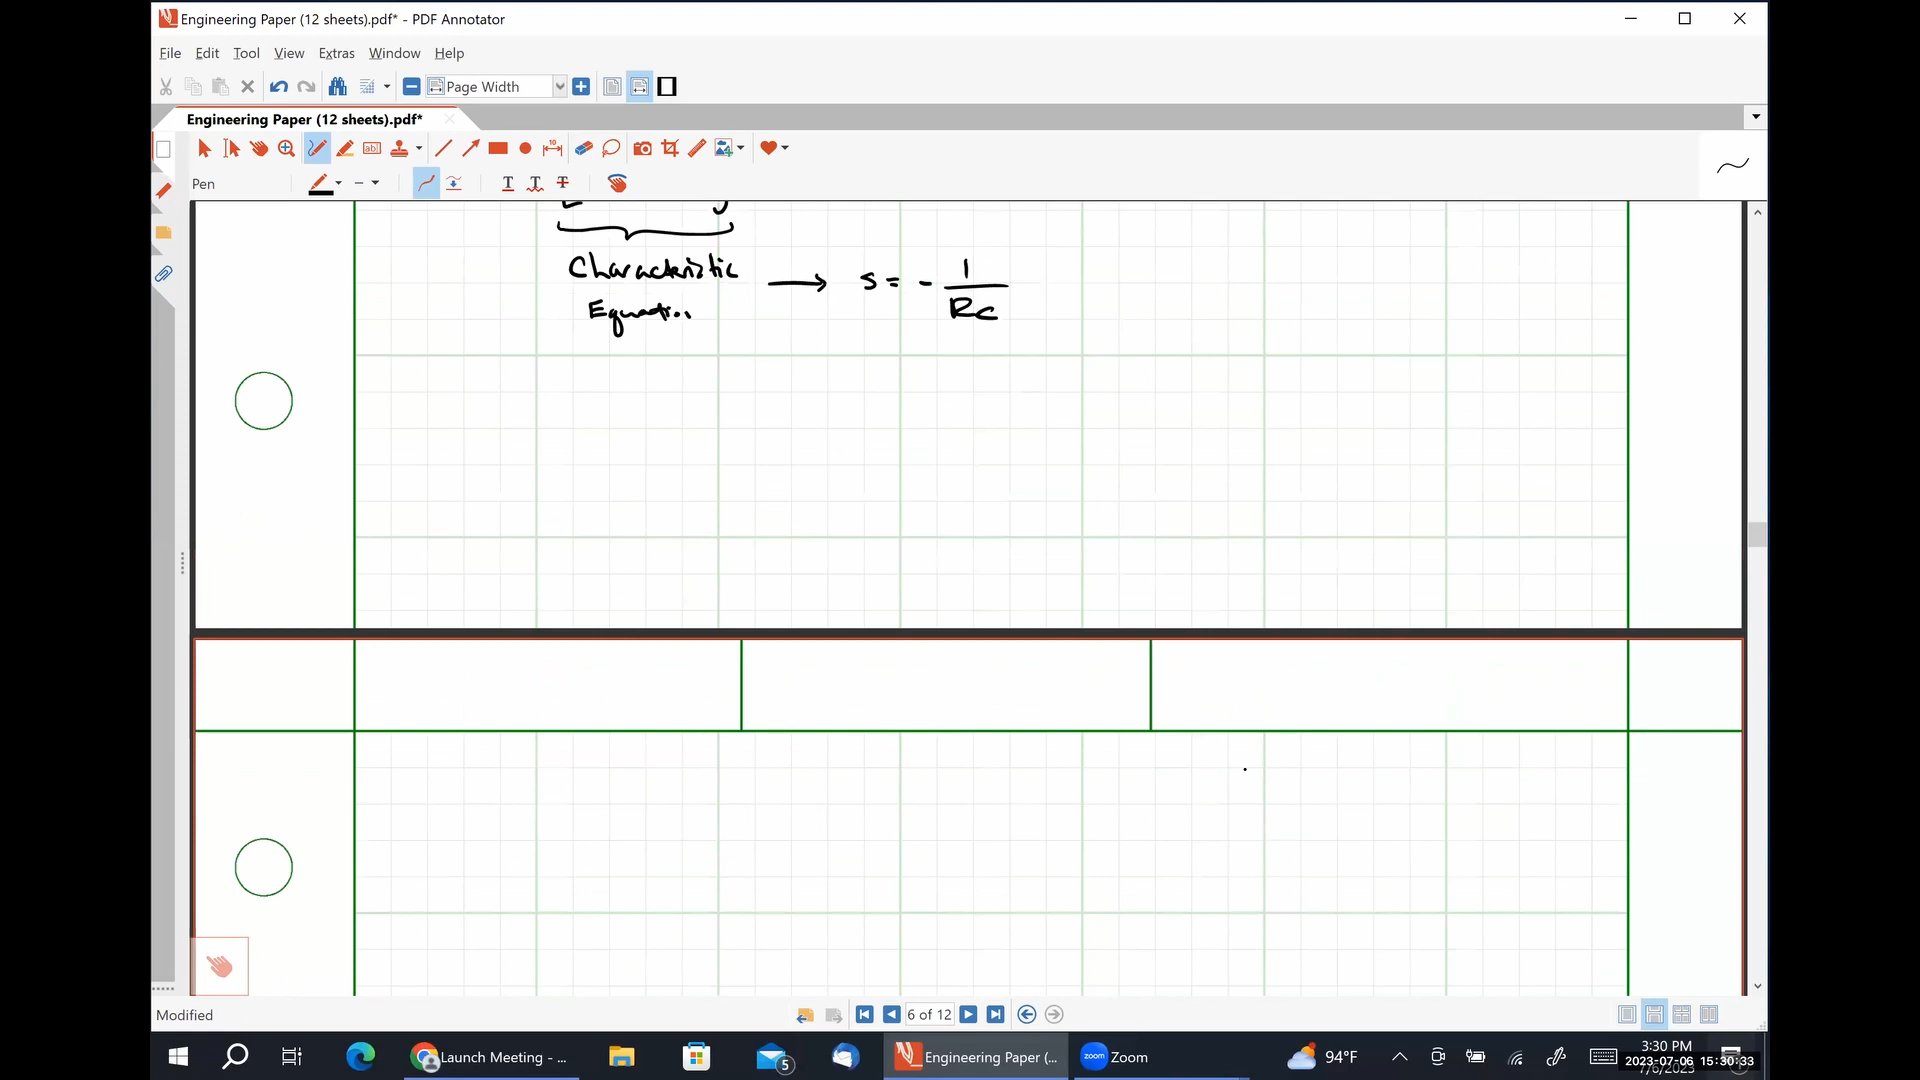 Engineering Paper (12 sheets).pdf* - PDF Annotator
File Edit Tool View Extras Window Help
Page Width
Engineering Paper (12 sheets).pdf*
Pen
Characteristic → s = - 1/RC
Equation
Modified
6 of 12
Launch Meeting - ...
5
Engineering Paper (...
zoom
Zoom
94°F
3:30 PM
2023-07-06 15:30:33